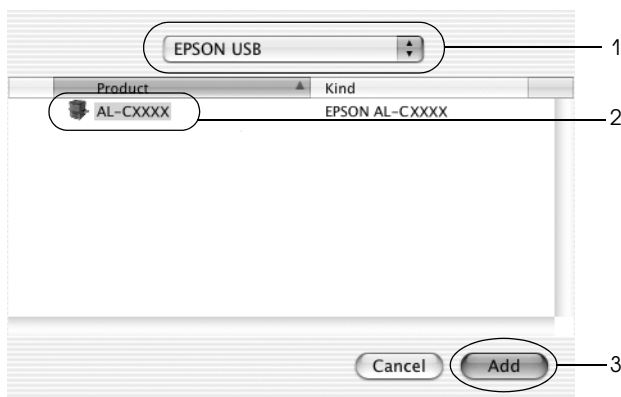 EPSON USB
1
Product Kind
AL-CXXXX EPSON AL-CXXXX
2
Cancel Add
3